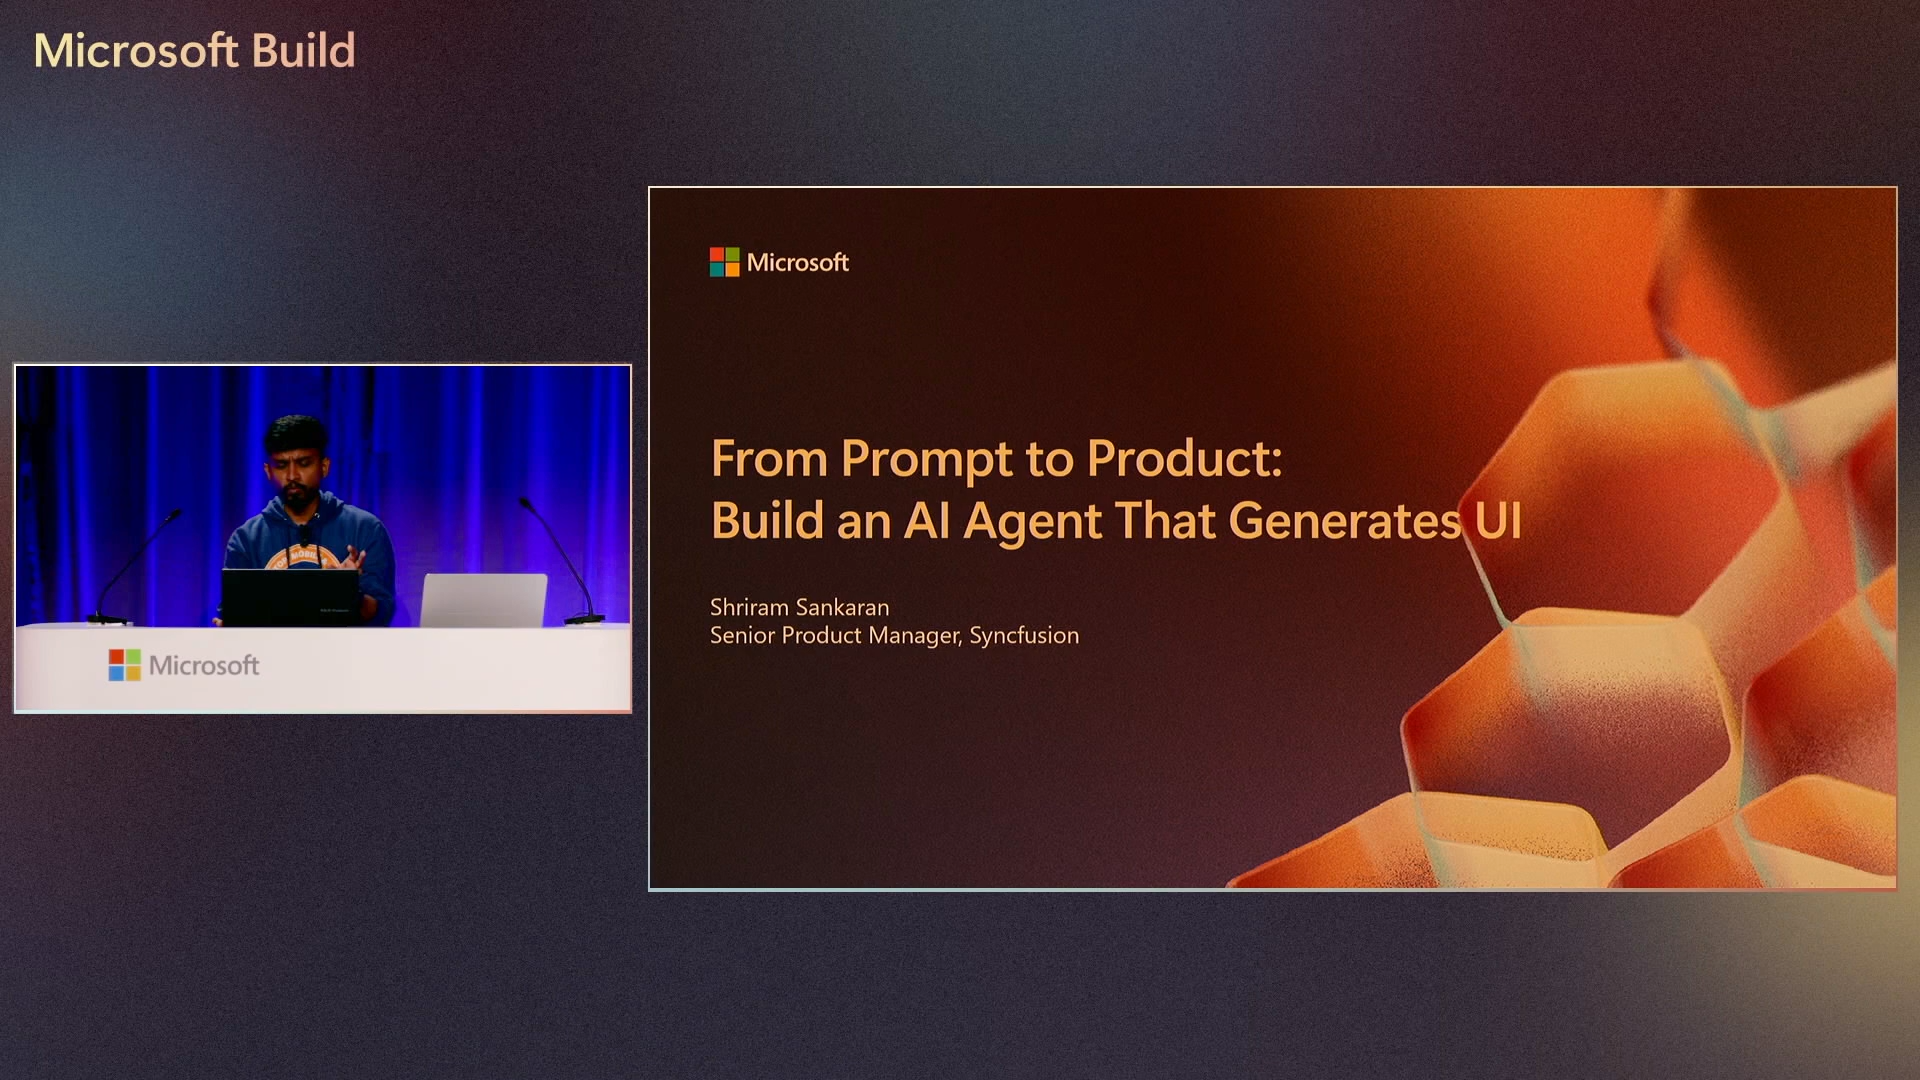 Microsoft Build
Microsoft
From Prompt to Product:
Build an AI Agent That Generates UI
Shriram Sankaran
Senior Product Manager, Syncfusion
Microsoft